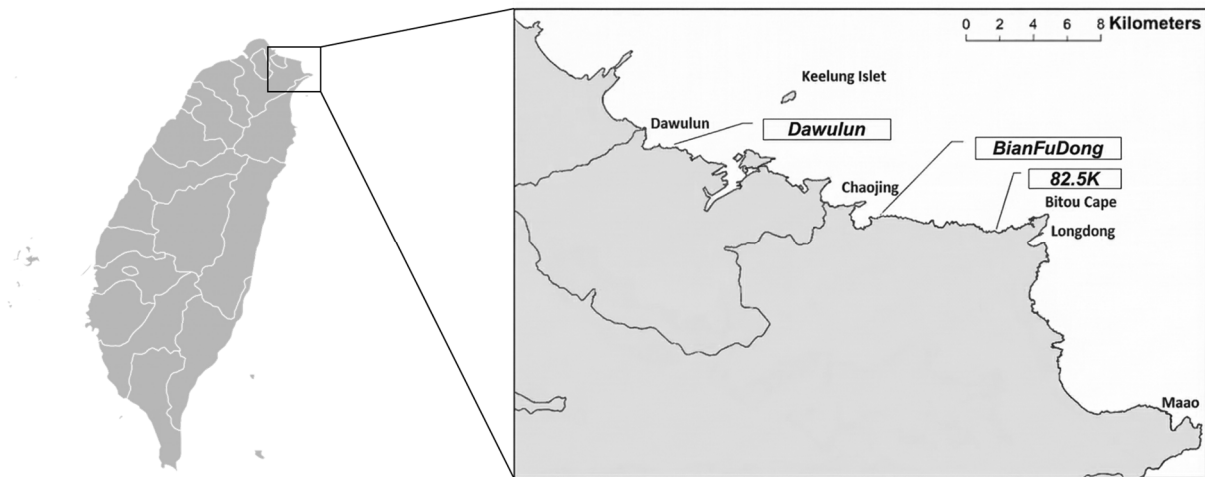 0 2 4 6 8 Kilometers
Keelung Islet
Dawulun
Dawulun
BianFuDong
82.5K
Chaojing
Bitou Cape
Longdong
Maao